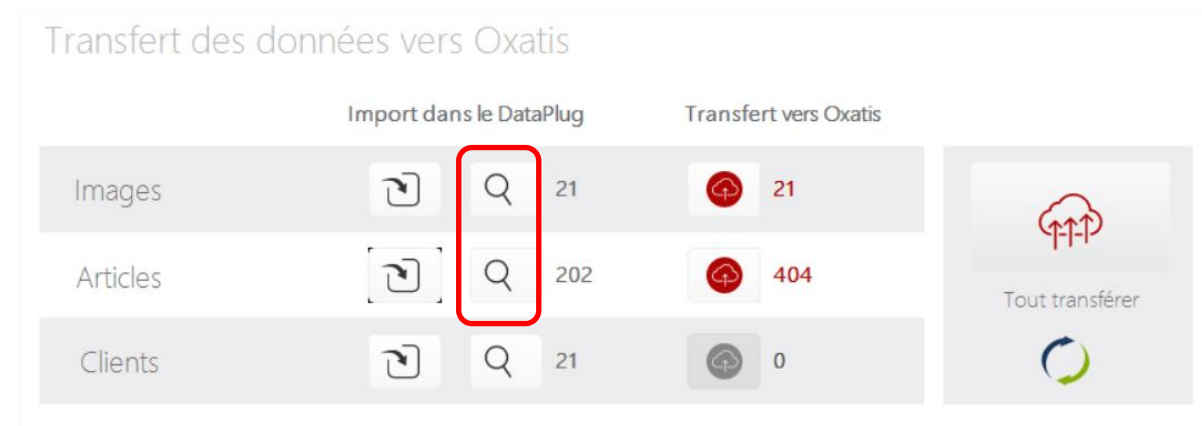 Transfert des données vers Oxatis
Import dans le DataPlug Transfert vers Oxatis
Images 21 21
Articles 202 404
Tout transférer
Clients 21 0